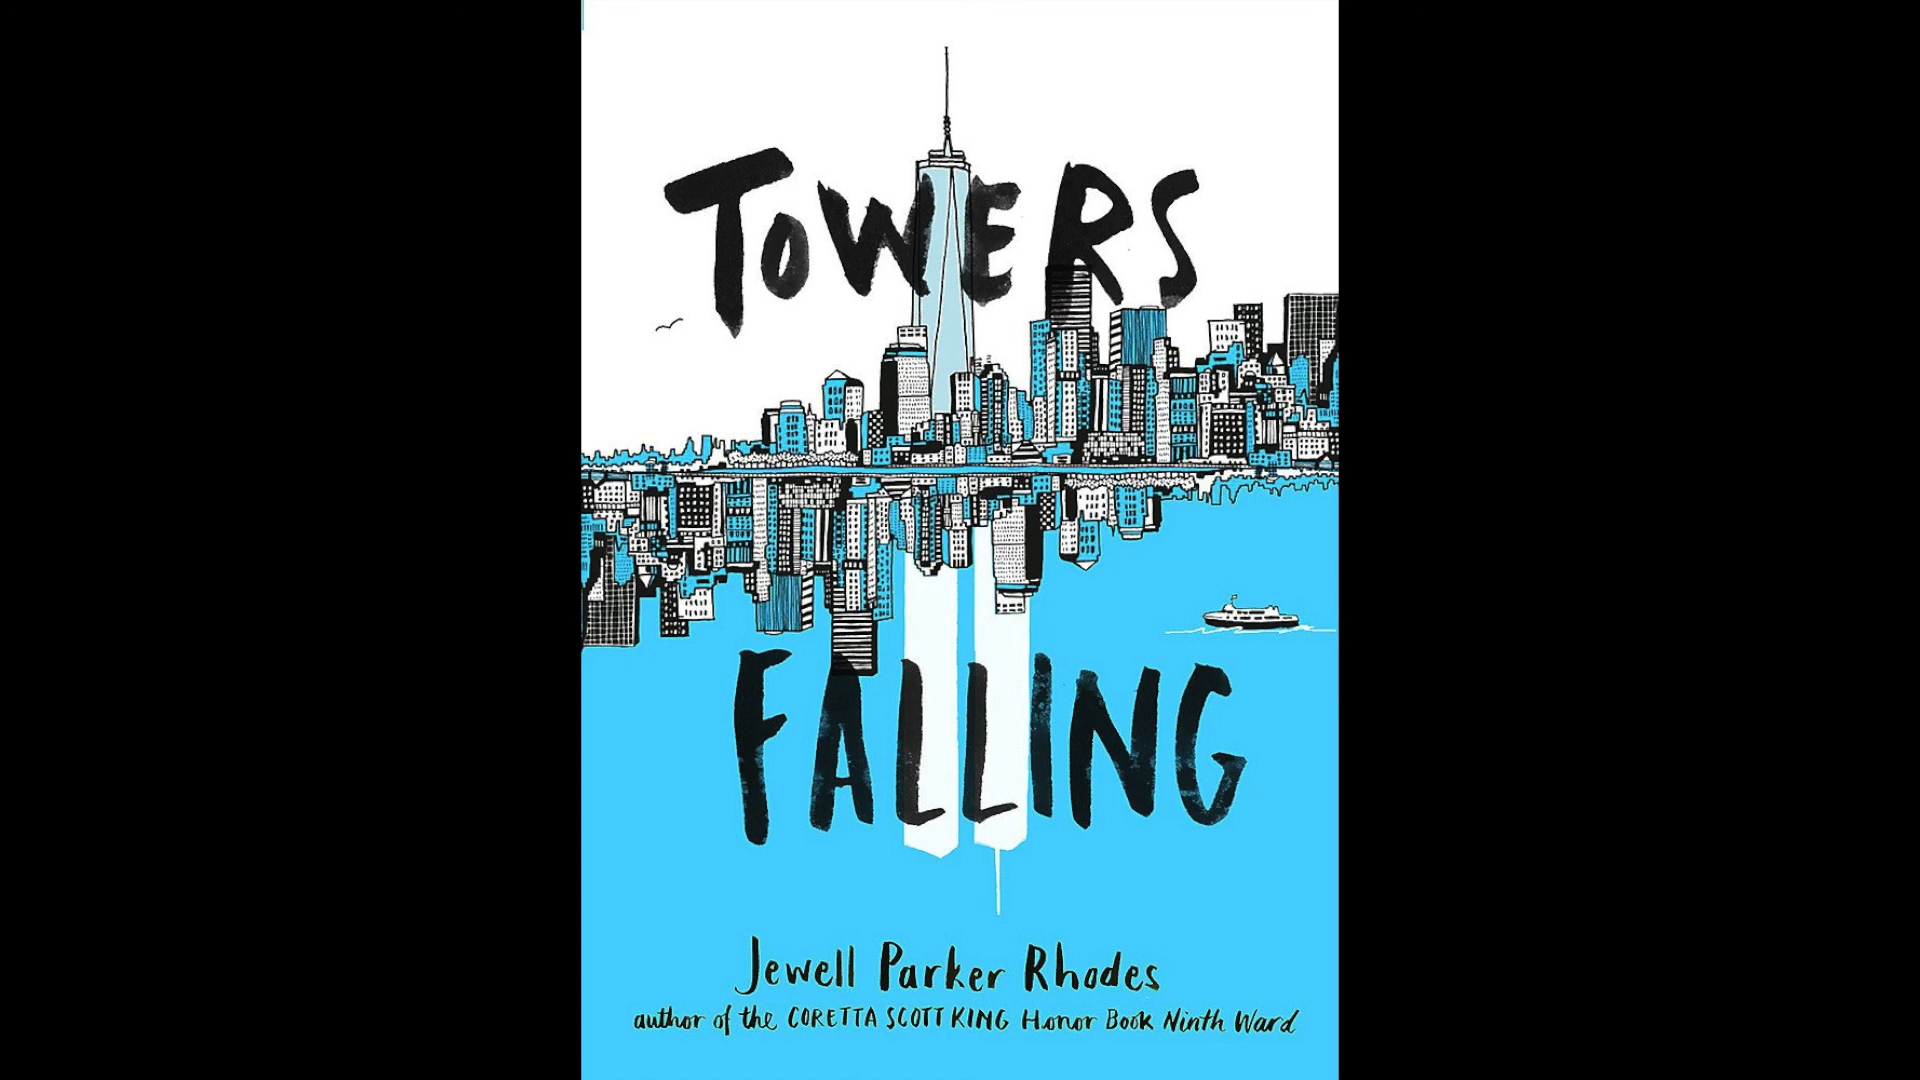 TOWERS
FALLING
Jewell Parker Rhodes
author of the CORETTA SCOTT KING Honor Book Ninth Ward